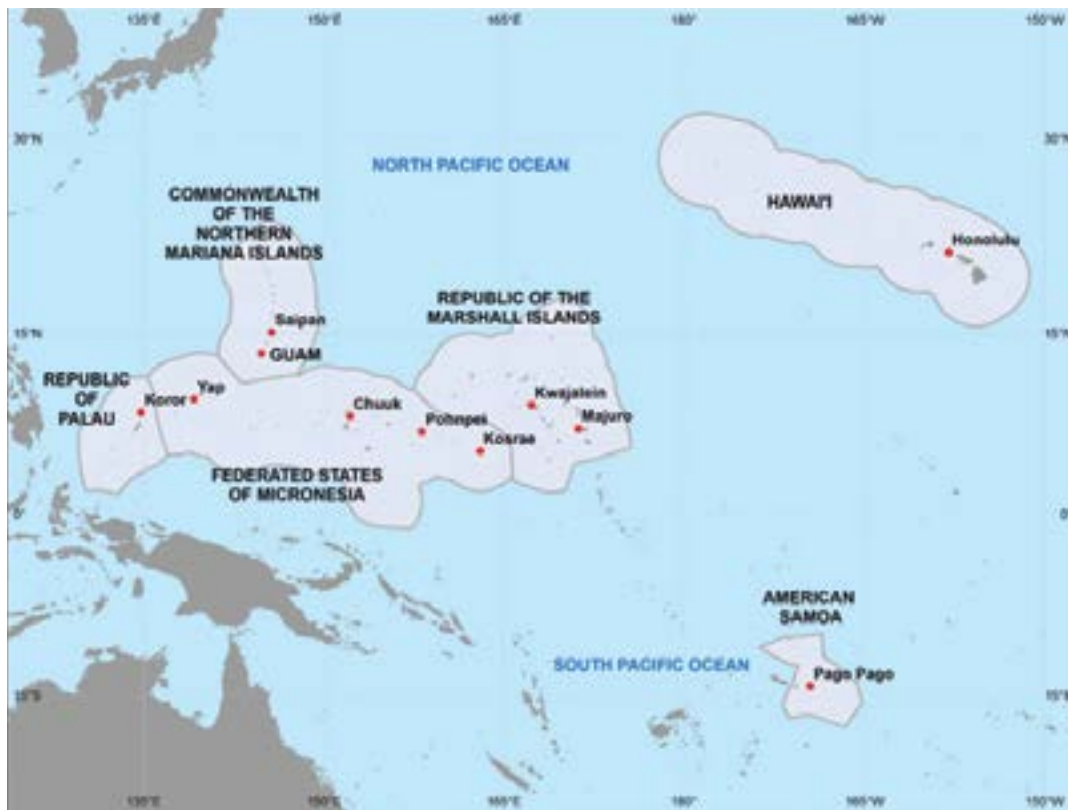 135°E 150°E 165°E 180° 165°W 150°W
30°N 30°N
NORTH PACIFIC OCEAN
COMMONWEALTH
OF THE
NORTHERN
MARIANA ISLANDS
HAWAI'I
Honolulu
REPUBLIC OF THE
MARSHALL ISLANDS
Saipan
15°N 15°N
GUAM
REPUBLIC
OF
PALAU
Koror
Yap
Chuuk
Pohnpei
Kosrae
Kwajalein
Majuro
FEDERATED STATES
OF MICRONESIA
0° 0°
AMERICAN
SAMOA
SOUTH PACIFIC OCEAN
Pago Pago
15°S 15°S
135°E 150°E 165°E 180° 165°W 150°W